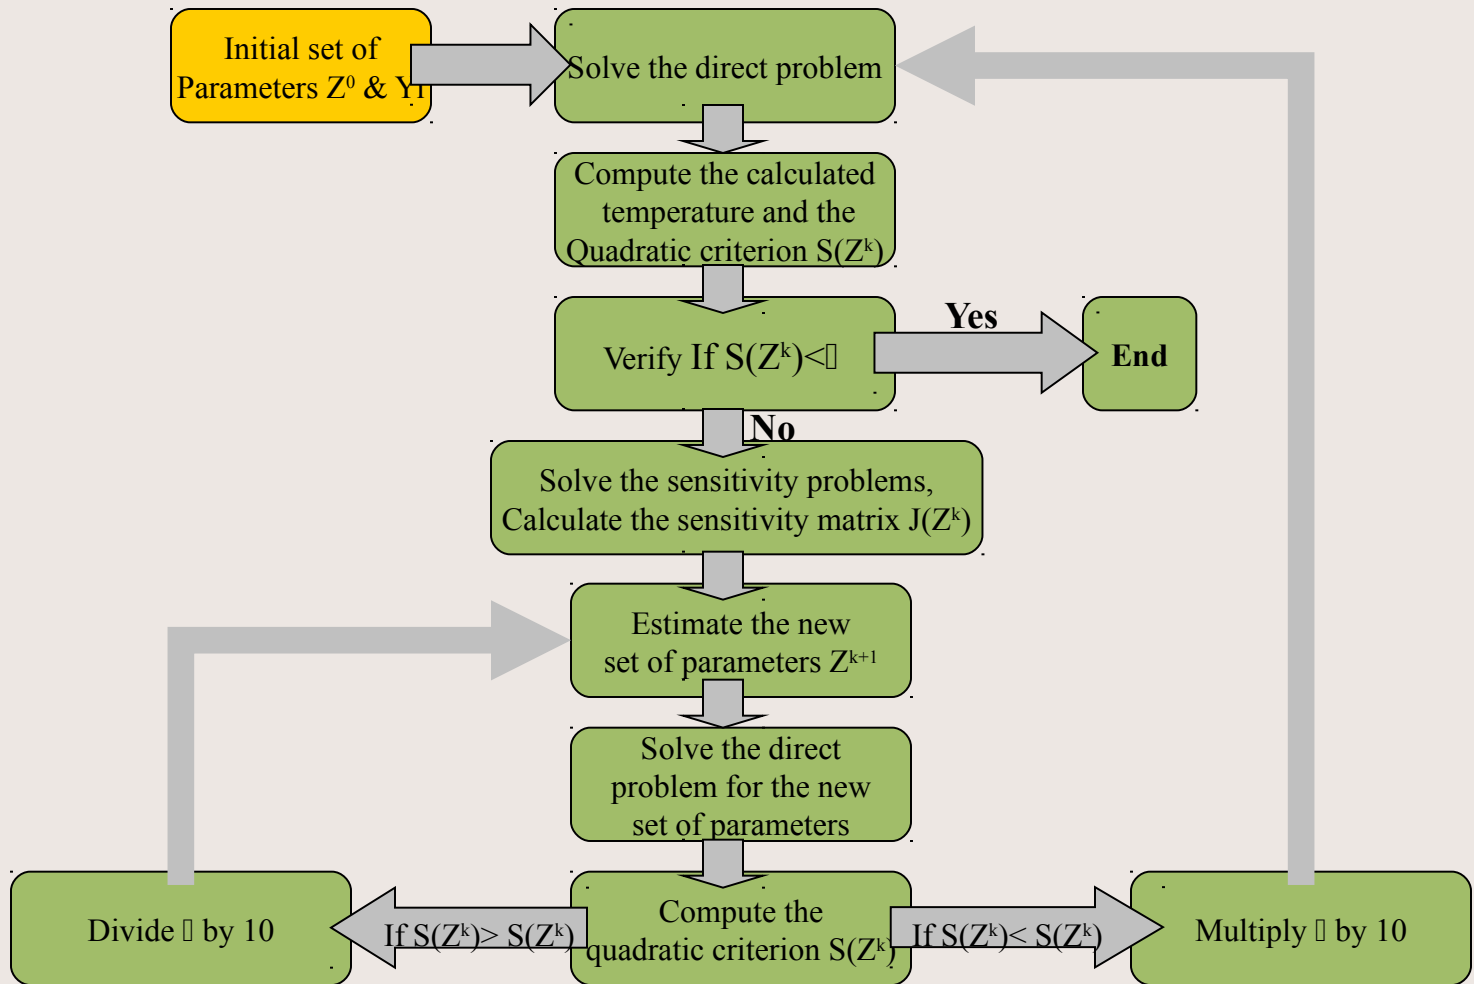 Initial set of
Parameters Z⁰ & Yi
Solve the direct problem
Compute the calculated
temperature and the
Quadratic criterion S(Zᵏ)
Verify If S(Zᵏ)<▯
Yes
End
No
Solve the sensitivity problems,
Calculate the sensitivity matrix J(Zᵏ)
Estimate the new
set of parameters Zᵏ⁺¹
Solve the direct
problem for the new
set of parameters
Divide ▯ by 10
If S(Zᵏ)> S(Zᵏ)
Compute the
quadratic criterion S(Zᵏ)
If S(Zᵏ)< S(Zᵏ)
Multiply ▯ by 10